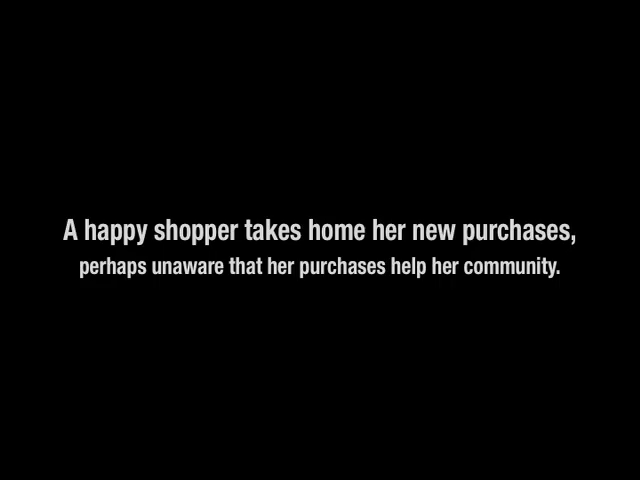 A happy shopper takes home her new purchases,
perhaps unaware that her purchases help her community.